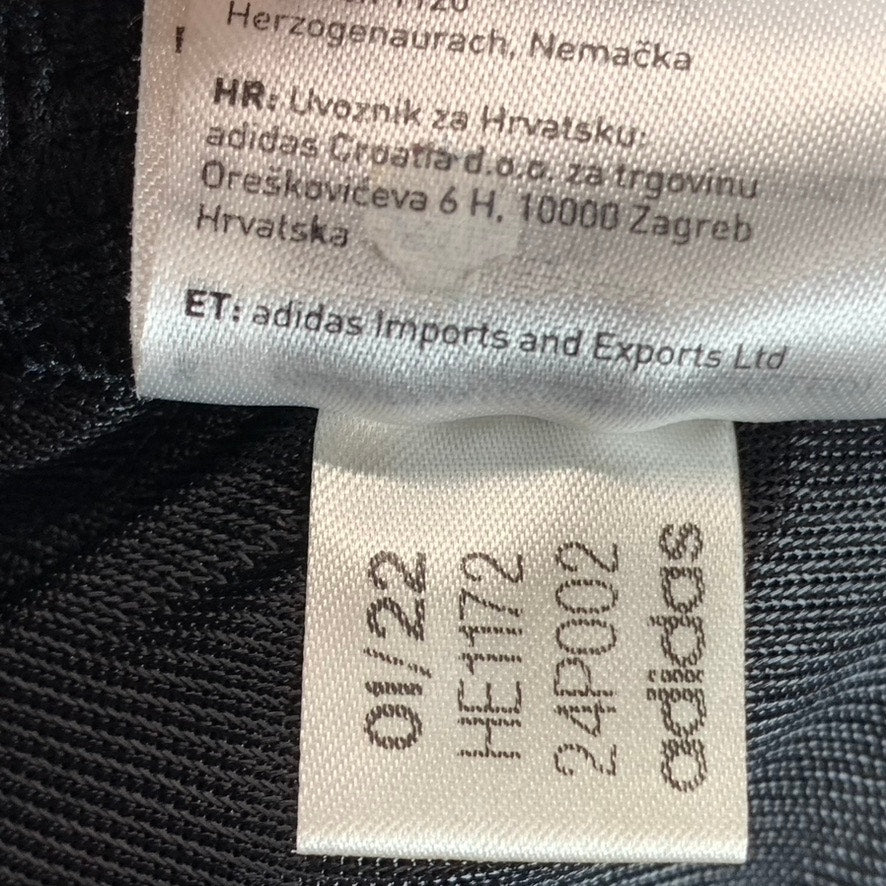 Herzogenaurach, Nemačka
HR: Uvoznik za Hrvatsku:
adidas Croatia d.o.o. za trgovinu
Oreškovićeva 6 H, 10000 Zagreb
Hrvatska
ET: adidas Imports and Exports Ltd
01/22
HE1172
24P002
adidas